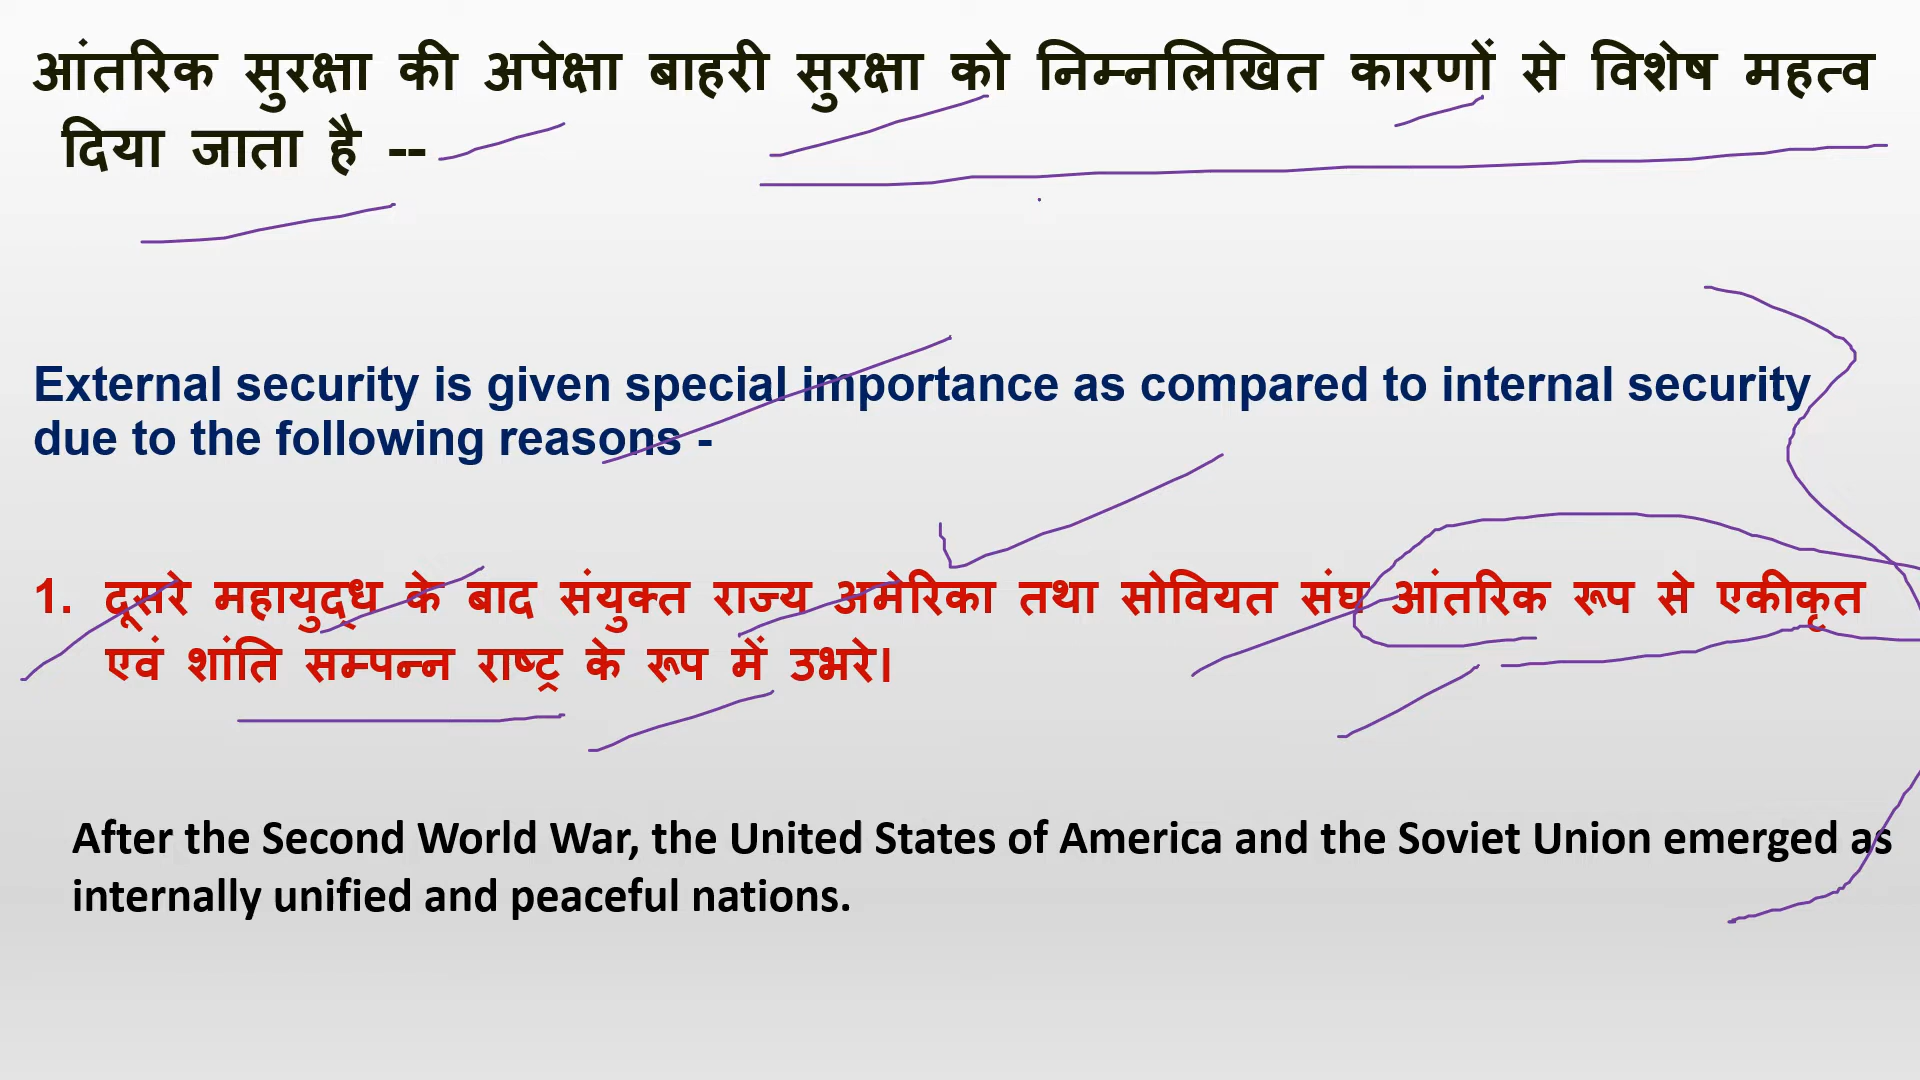 आंतरिक सुरक्षा की अपेक्षा बाहरी सुरक्षा को निम्नलिखित कारणों से विशेष महत्व
दिया जाता है --
External security is given special importance as compared to internal security
due to the following reasons -
1. दूसरे महायुद्ध के बाद संयुक्त राज्य अमेरिका तथा सोवियत संघ आंतरिक रूप से एकीकृत
एवं शांति सम्पन्न राष्ट्र के रूप में उभरे।
After the Second World War, the United States of America and the Soviet Union emerged as
internally unified and peaceful nations.